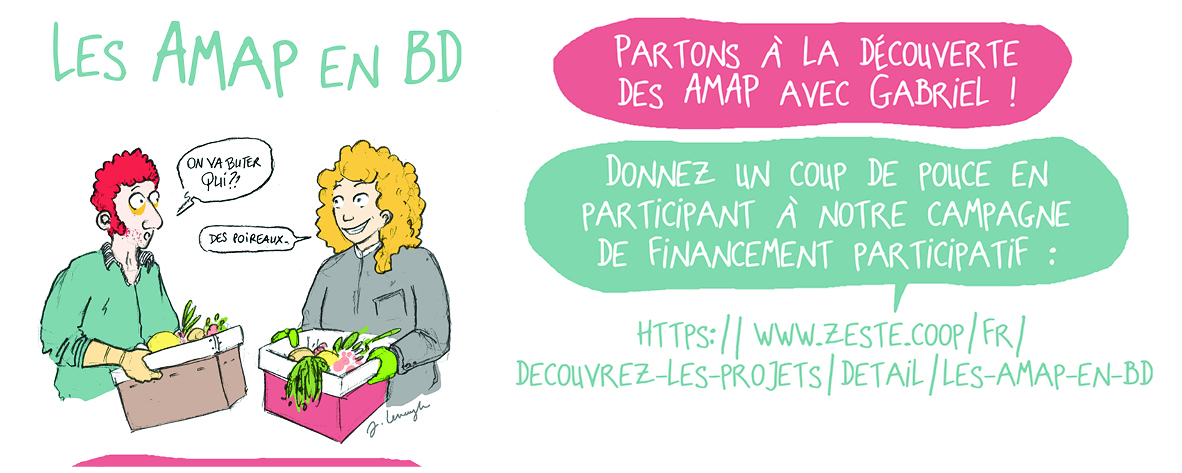 LES AMAP EN BD
ON VA BUTER
QUI ?!
DES POIREAUX..
PARTONS À LA DÉCOUVERTE
DES AMAP AVEC GABRIEL !
DONNEZ UN COUP DE POUCE EN
PARTICIPANT À NOTRE CAMPAGNE
DE FINANCEMENT PARTICIPATIF :
HTTPS:// WWW.ZESTE.COOP/FR/
DECOUVREZ-LES-PROJETS/DETAIL/LES-AMAP-EN-BD